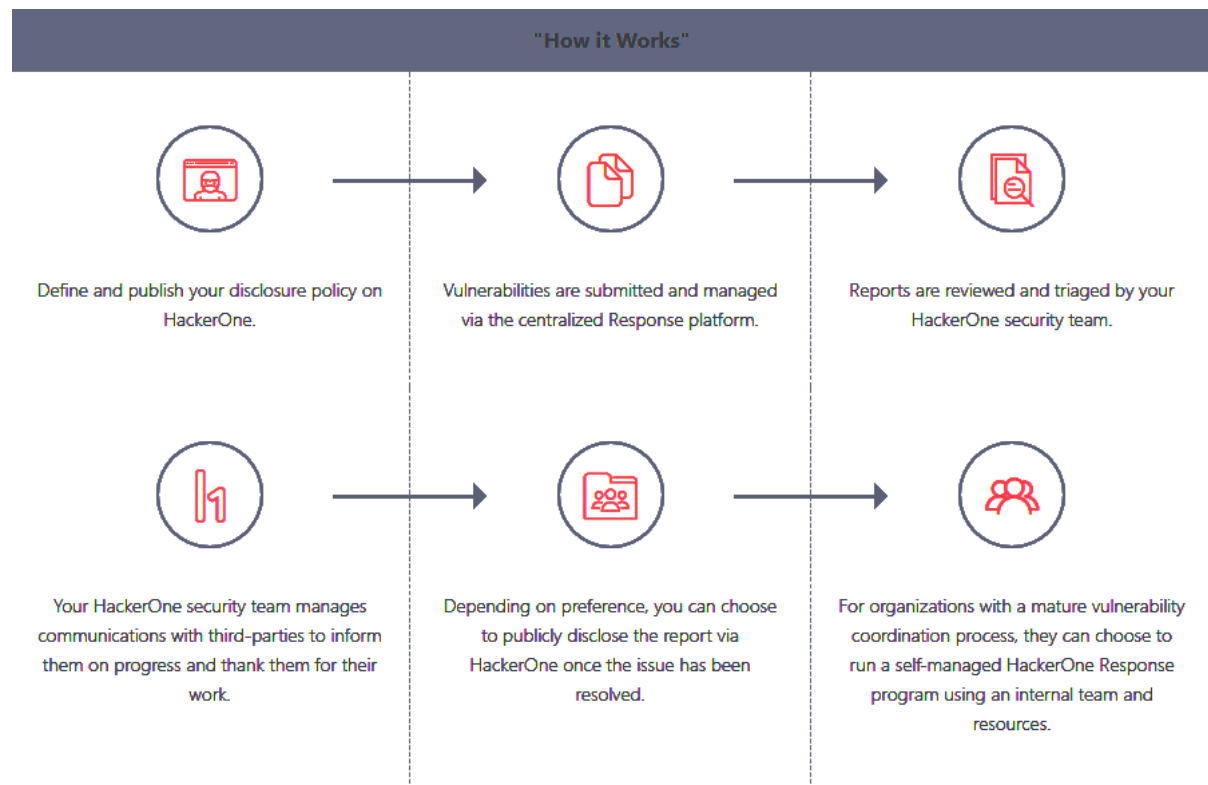 "How it Works"
Define and publish your disclosure policy on
HackerOne.
Vulnerabilities are submitted and managed
via the centralized Response platform.
Reports are reviewed and triaged by your
HackerOne security team.
h1
Your HackerOne security team manages
communications with third-parties to inform
them on progress and thank them for their
work.
Depending on preference, you can choose
to publicly disclose the report via
HackerOne once the issue has been
resolved.
For organizations with a mature vulnerability
coordination process, they can choose to
run a self-managed HackerOne Response
program using an internal team and
resources.